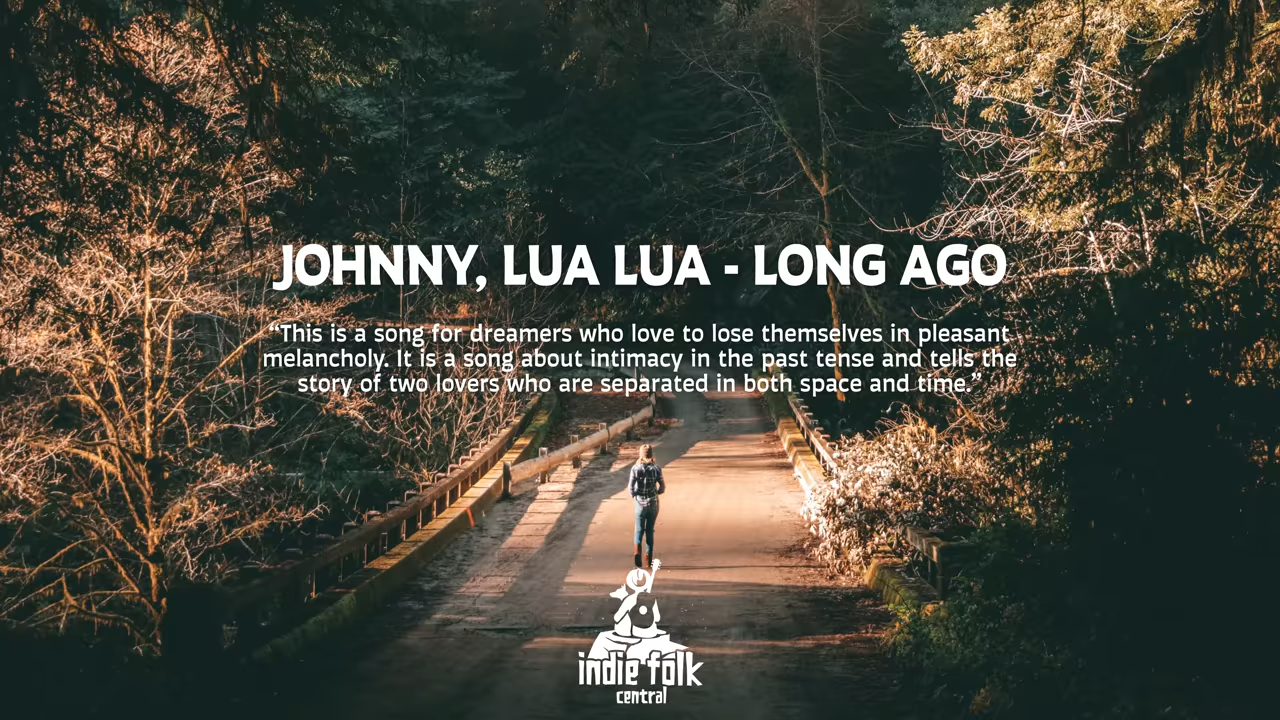 JOHNNY, LUA LUA - LONG AGO
“This is a song for dreamers who love to lose themselves in pleasant
melancholy. It is a song about intimacy in the past tense and tells the
story of two lovers who are separated in both space and time.”
indie folk
central